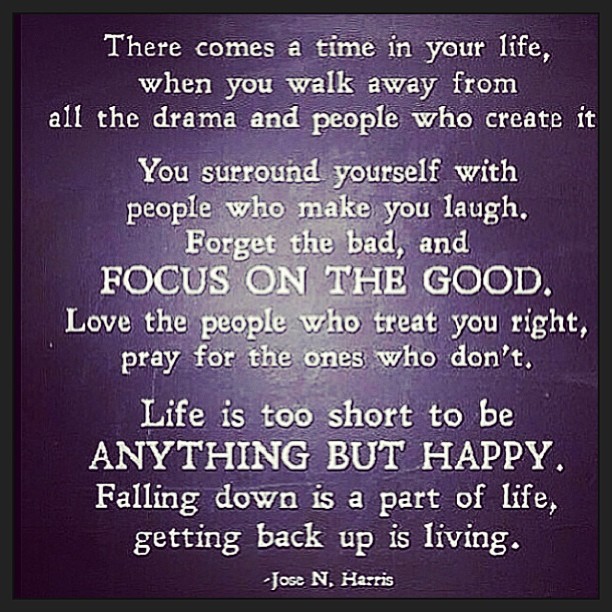 There comes a time in your life,
when you walk away from
all the drama and people who create it
You surround yourself with
people who make you laugh.
Forget the bad, and
FOCUS ON THE GOOD.
Love the people who treat you right,
pray for the ones who don't.
Life is too short to be
ANYTHING BUT HAPPY.
Falling down is a part of life,
getting back up is living.
-Jose N. Harris